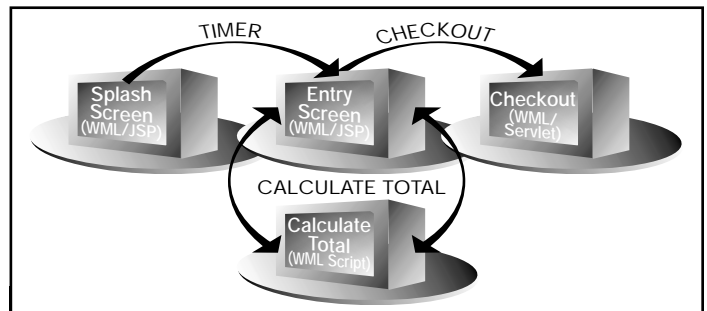 TIMER
CHECKOUT
Splash
Screen
(WML/JSP)
Entry
Screen
(WML/JSP)
Checkout
(WML/
Servlet)
CALCULATE TOTAL
Calculate
Total
(WML Script)